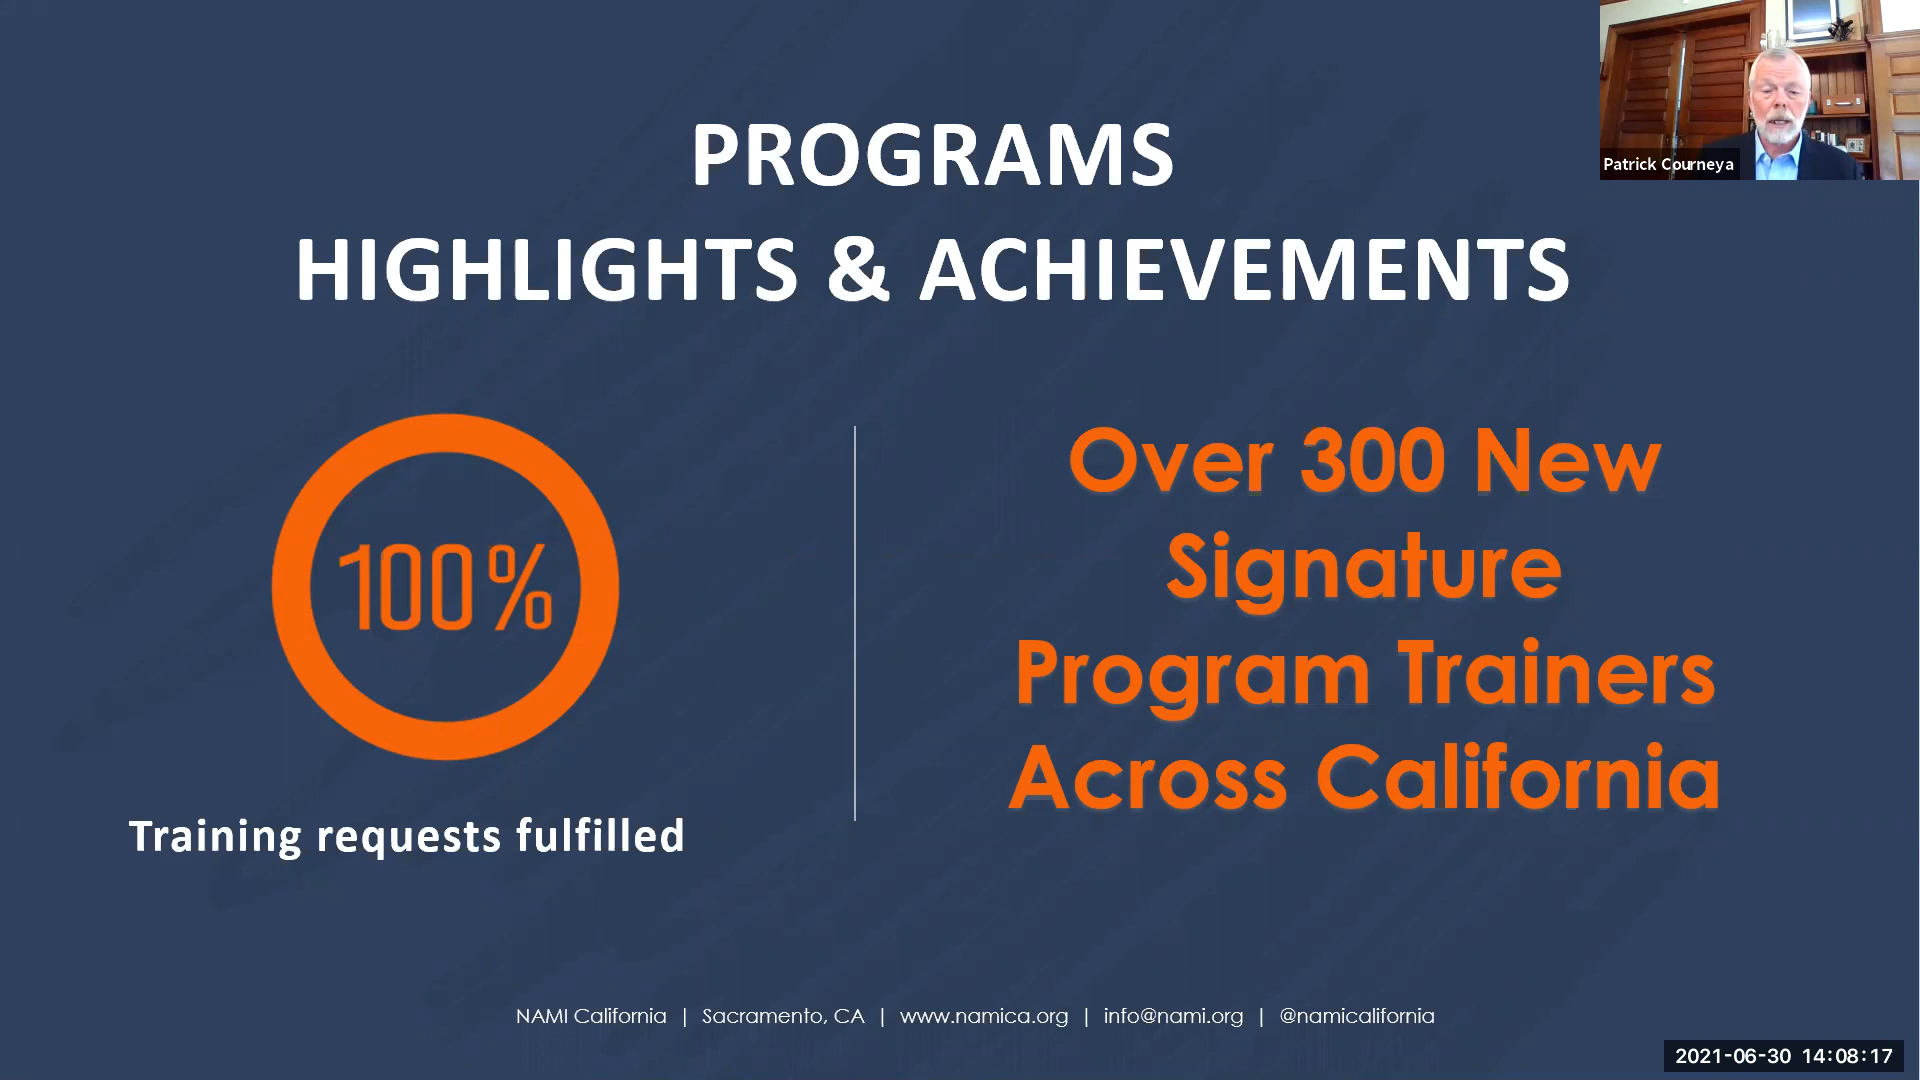 PROGRAMS
HIGHLIGHTS & ACHIEVEMENTS
Patrick Courneya
100%
Training requests fulfilled
Over 300 New
Signature
Program Trainers
Across California
NAMI California | Sacramento, CA | www.namica.org | info@nami.org | @namicalifornia
2021-06-30 14:08:17